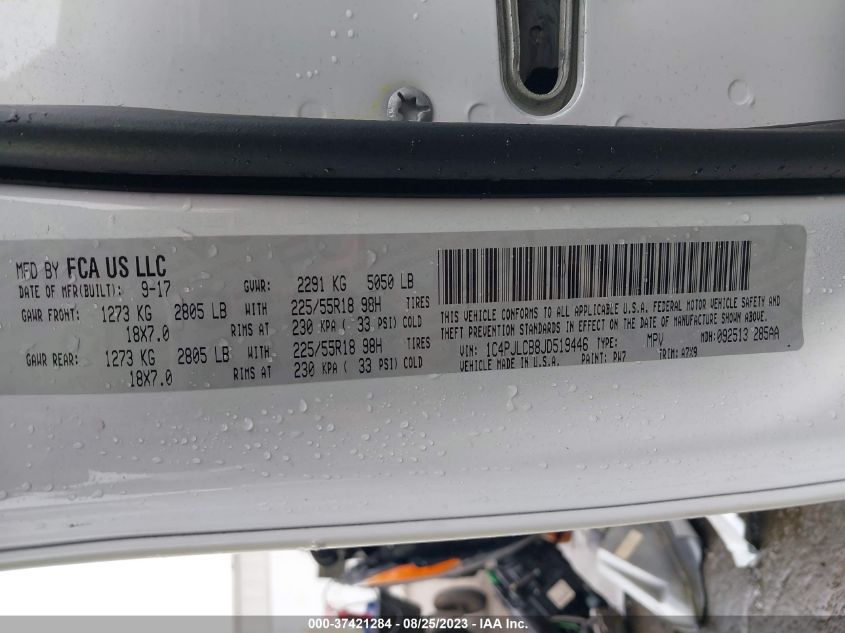 MFD BY FCA US LLC
DATE OF MFR(BUILT): 9-17 GVWR: 2291 KG 5050 LB
GAWR FRONT: 1273 KG 2805 LB WITH 225/55R18 98H TIRES
18X7.0 RIMS AT 230 KPA ( 33 PSI) COLD
GAWR REAR: 1273 KG 2805 LB WITH 225/55R18 98H TIRES
18X7.0 RIMS AT 230 KPA ( 33 PSI) COLD
THIS VEHICLE CONFORMS TO ALL APPLICABLE U.S.A. FEDERAL MOTOR VEHICLE SAFETY AND
THEFT PREVENTION STANDARDS IN EFFECT ON THE DATE OF MANUFACTURE SHOWN ABOVE.
VIN: 1C4PJLCB8JD519446 TYPE: MPV MDH: 092513 285AA
VEHICLE MADE IN U.S.A. PAINT: PW7 TRIM: A7X9
000-37421284 - 08/25/2023 - WWW.IAAI.COM